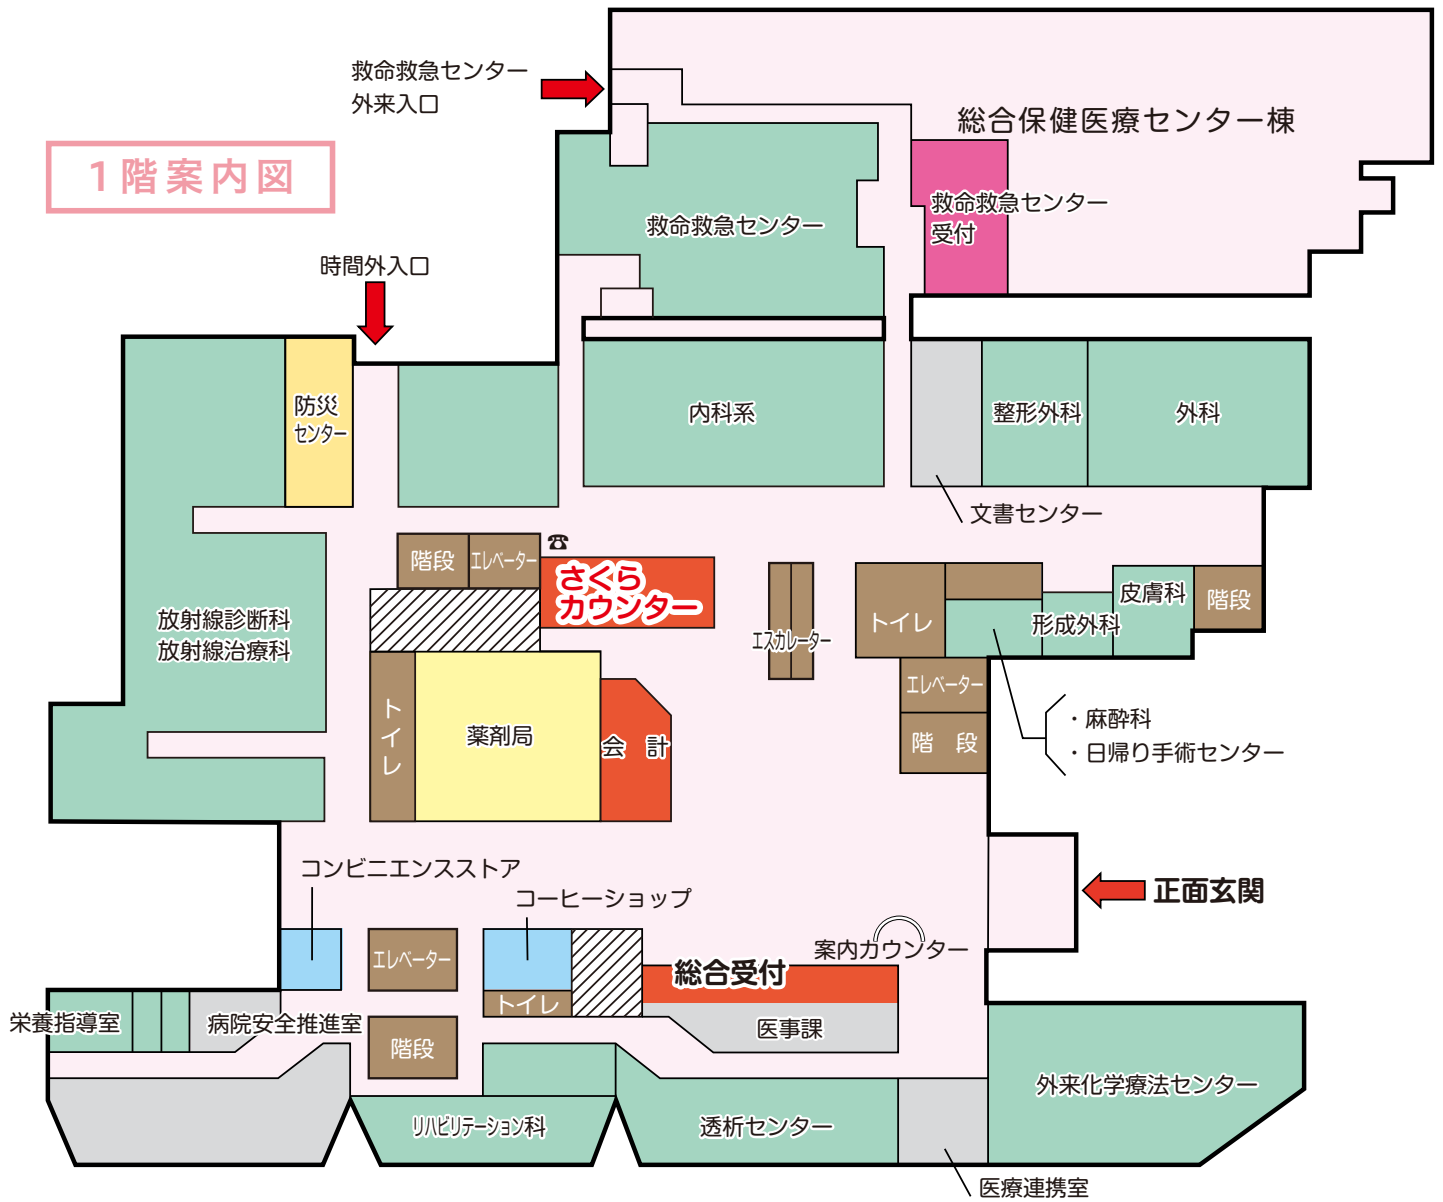 救命救急センター
外来入口
総合保健医療センター棟
1階案内図
救命救急センター
受付
救命救急センター
時間外入口
防災
センター
内科系
整形外科
外科
文書センター
階段
エレベーター
☎
さくら
カウンター
エスカレーター
トイレ
形成外科
皮膚科
階段
放射線診断科
放射線治療科
エレベーター
階段
・麻酔科
・日帰り手術センター
トイレ
薬剤局
会計
コンビニエンスストア
コーヒーショップ
正面玄関
案内カウンター
エレベーター
総合受付
トイレ
栄養指導室
病院安全推進室
医事課
階段
外来化学療法センター
リハビリテーション科
透析センター
医療連携室